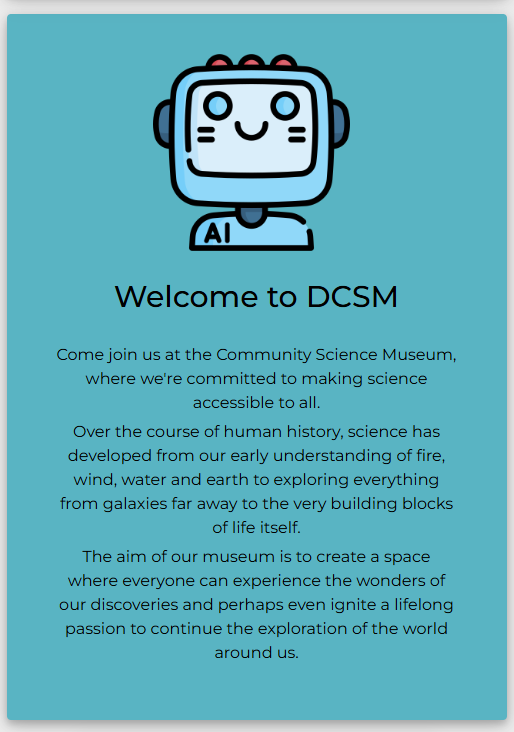 AI
Welcome to DCSM
Come join us at the Community Science Museum,
where we're committed to making science
accessible to all.
Over the course of human history, science has
developed from our early understanding of fire,
wind, water and earth to exploring everything
from galaxies far away to the very building blocks
of life itself.
The aim of our museum is to create a space
where everyone can experience the wonders of
our discoveries and perhaps even ignite a lifelong
passion to continue the exploration of the world
around us.